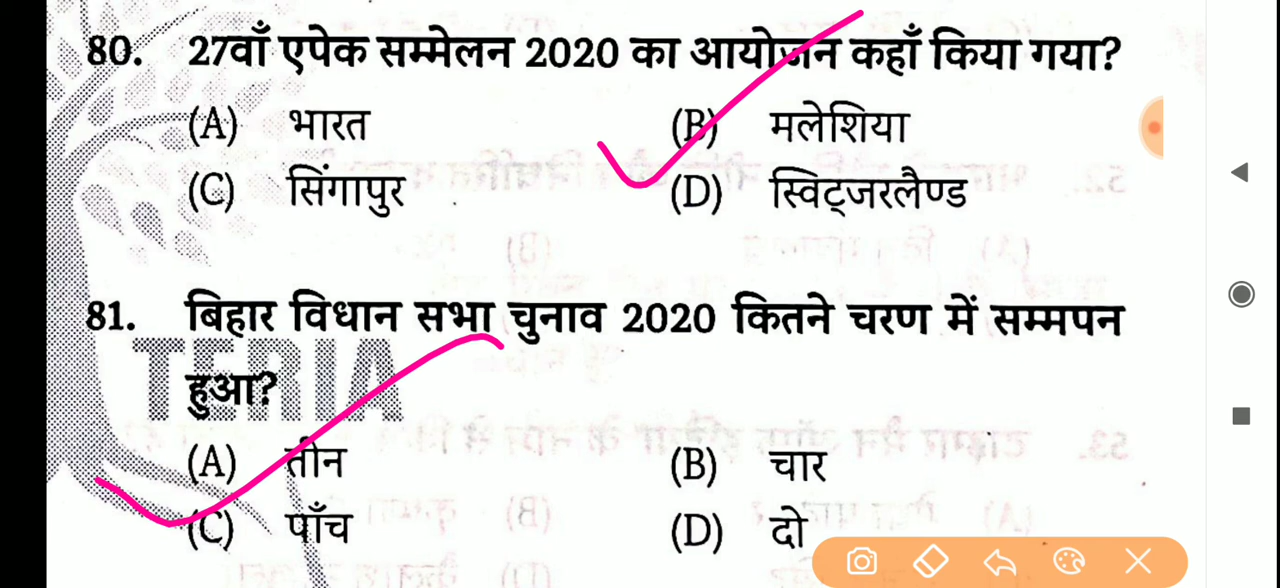 80. 27वाँ एपेक सम्मेलन 2020 का आयोजन कहाँ किया गया?
(A) भारत (B) मलेशिया
(C) सिंगापुर (D) स्विट्जरलैण्ड
81. बिहार विधान सभा चुनाव 2020 कितने चरण में सम्मपन
TERIA
हुआ?
(A) तीन (B) चार
(C) पाँच (D) दो